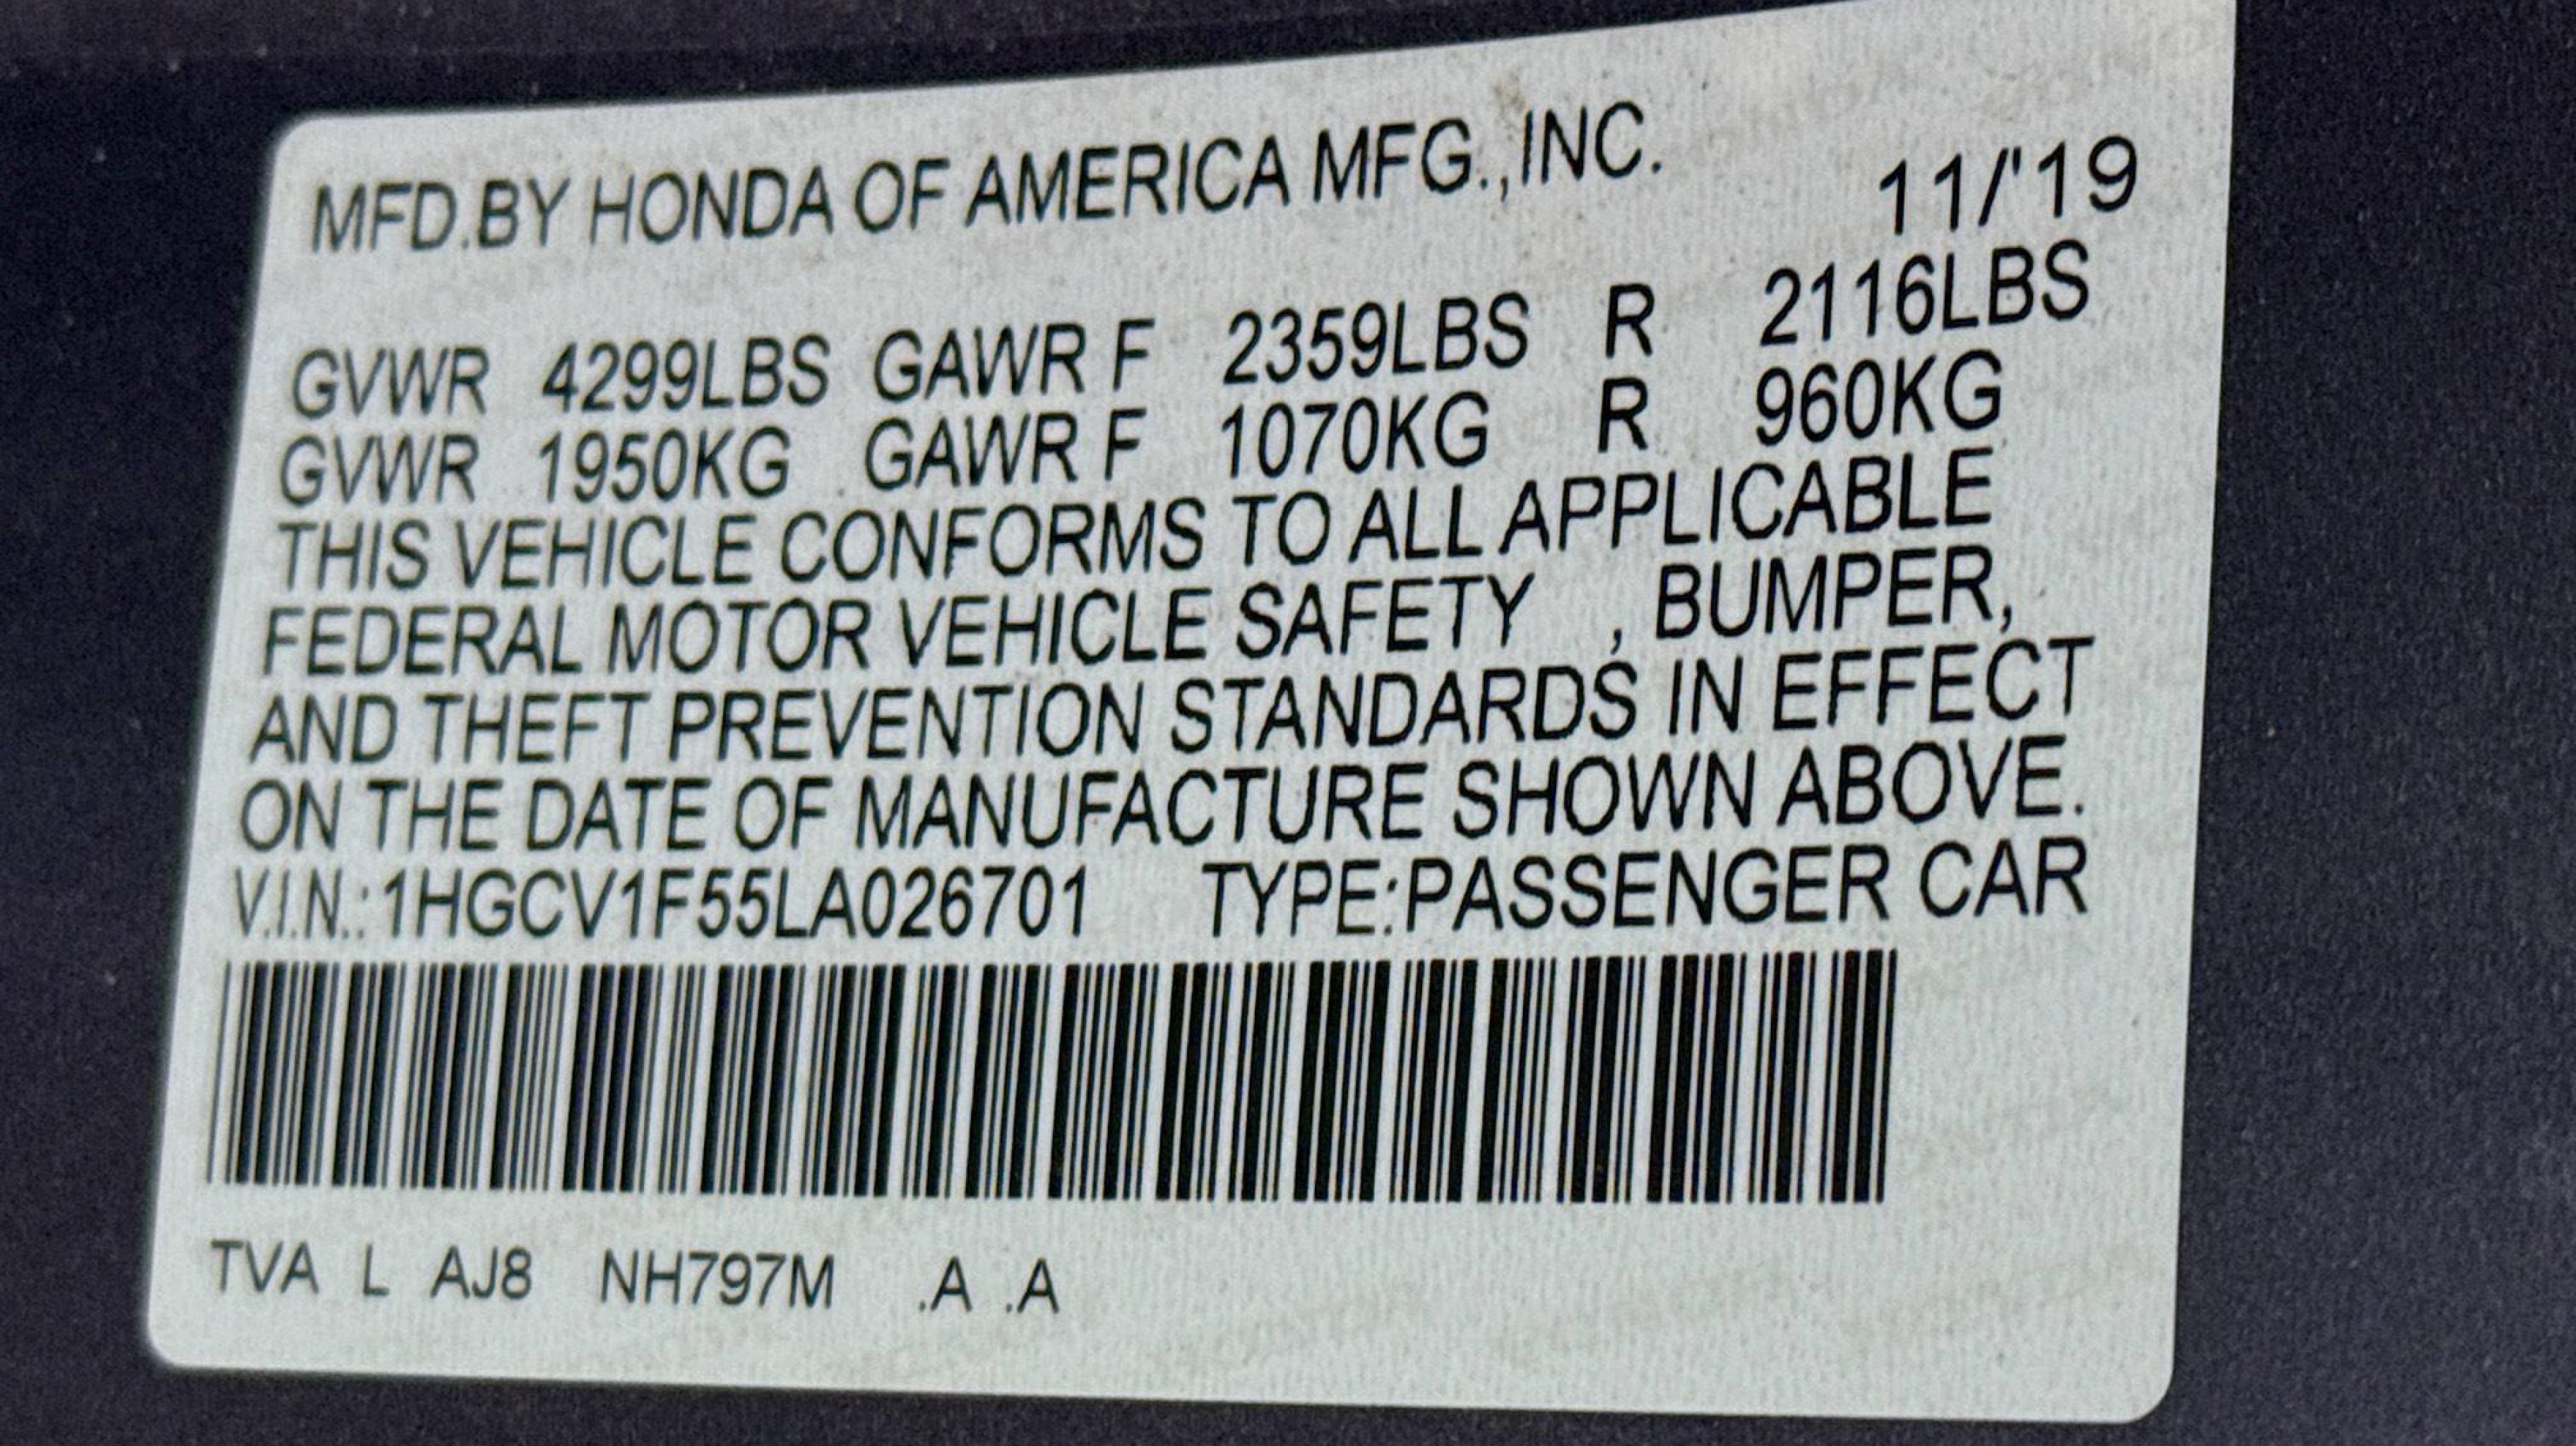 MFD.BY HONDA OF AMERICA MFG.,INC.
11/'19
GVWR 4299LBS GAWR F 2359LBS R 2116LBS
GVWR 1950KG GAWR F 1070KG R 960KG
THIS VEHICLE CONFORMS TO ALL APPLICABLE
FEDERAL MOTOR VEHICLE SAFETY , BUMPER,
AND THEFT PREVENTION STANDARDS IN EFFECT
ON THE DATE OF MANUFACTURE SHOWN ABOVE.
V.I.N.:1HGCV1F55LA026701 TYPE:PASSENGER CAR
TVA L AJ8 NH797M .A .A